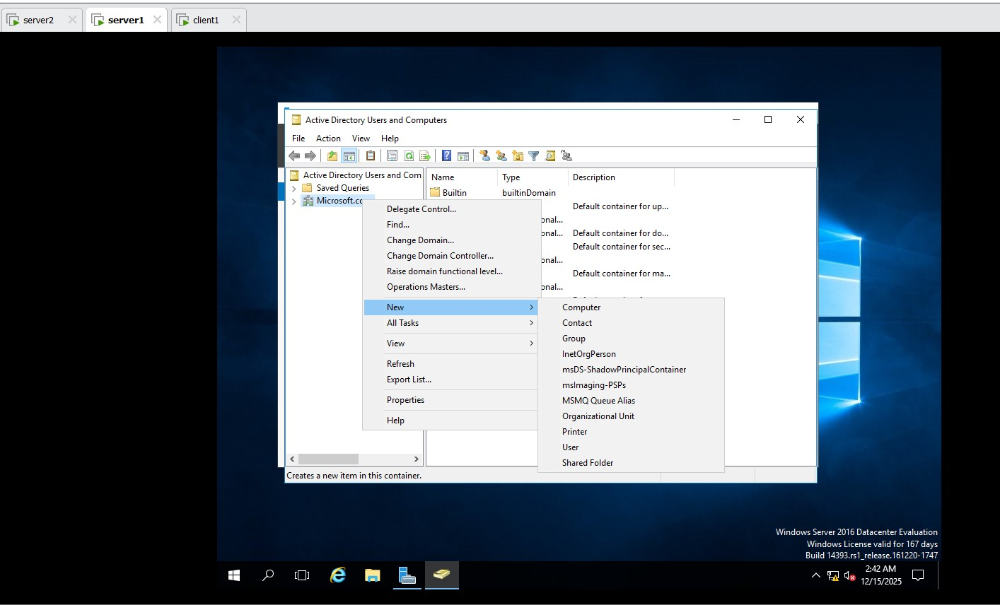 server2
server1
client1
Active Directory Users and Computers
File Action View Help
Active Directory Users and Com
Saved Queries
Microsoft.co
Name Type Description
Builtin builtinDomain
Default container for up...
onal...
onal... Default container for do...
Default container for sec...
onal...
Default container for ma...
onal...
Delegate Control...
Find...
Change Domain...
Change Domain Controller...
Raise domain functional level...
Operations Masters...
New
All Tasks
View
Refresh
Export List...
Properties
Help
Computer
Contact
Group
InetOrgPerson
msDS-ShadowPrincipalContainer
msImaging-PSPs
MSMQ Queue Alias
Organizational Unit
Printer
User
Shared Folder
Creates a new item in this container.
Windows Server 2016 Datacenter Evaluation
Windows License valid for 167 days
Build 14393.rs1_release.161220-1747
2:42 AM
12/15/2025